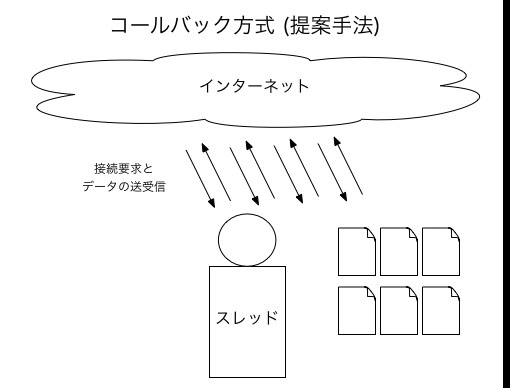 コールバック方式 (提案手法)
インターネット
接続要求と
データの送受信
スレッド